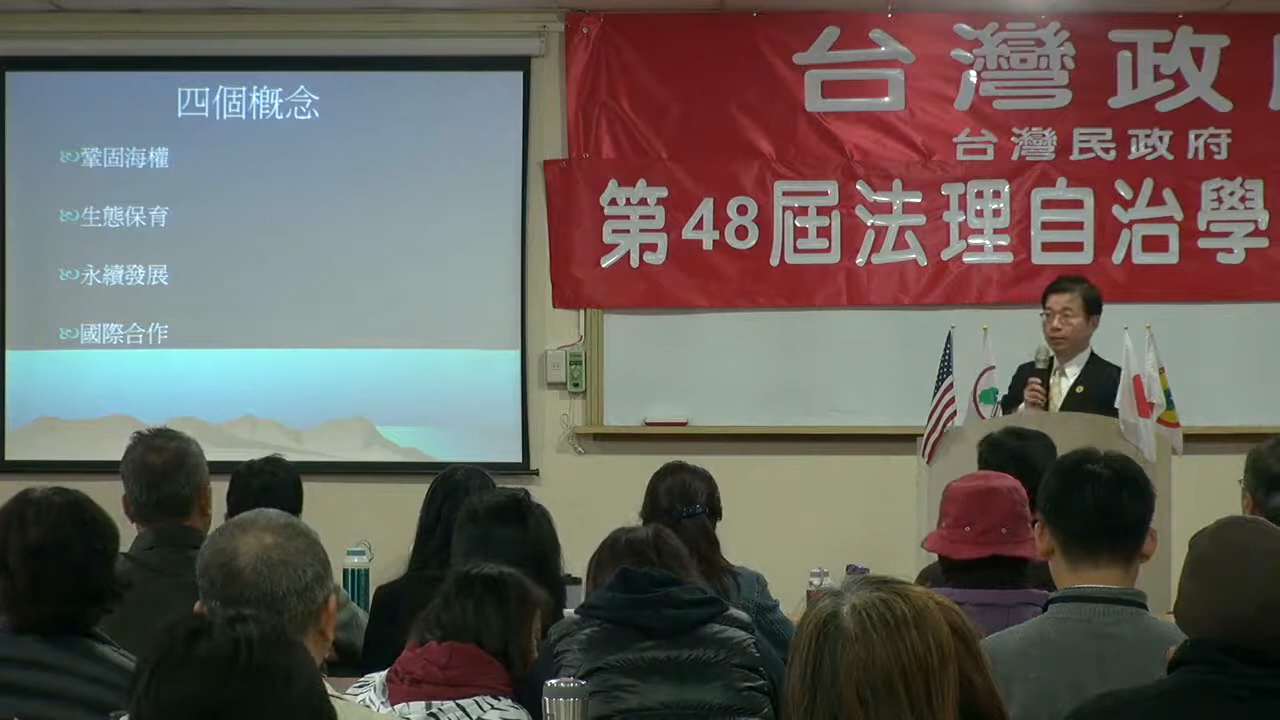 四個概念
鞏固海權
生態保育
永續發展
國際合作
台灣政
台灣民政府
第48屆法理自治學